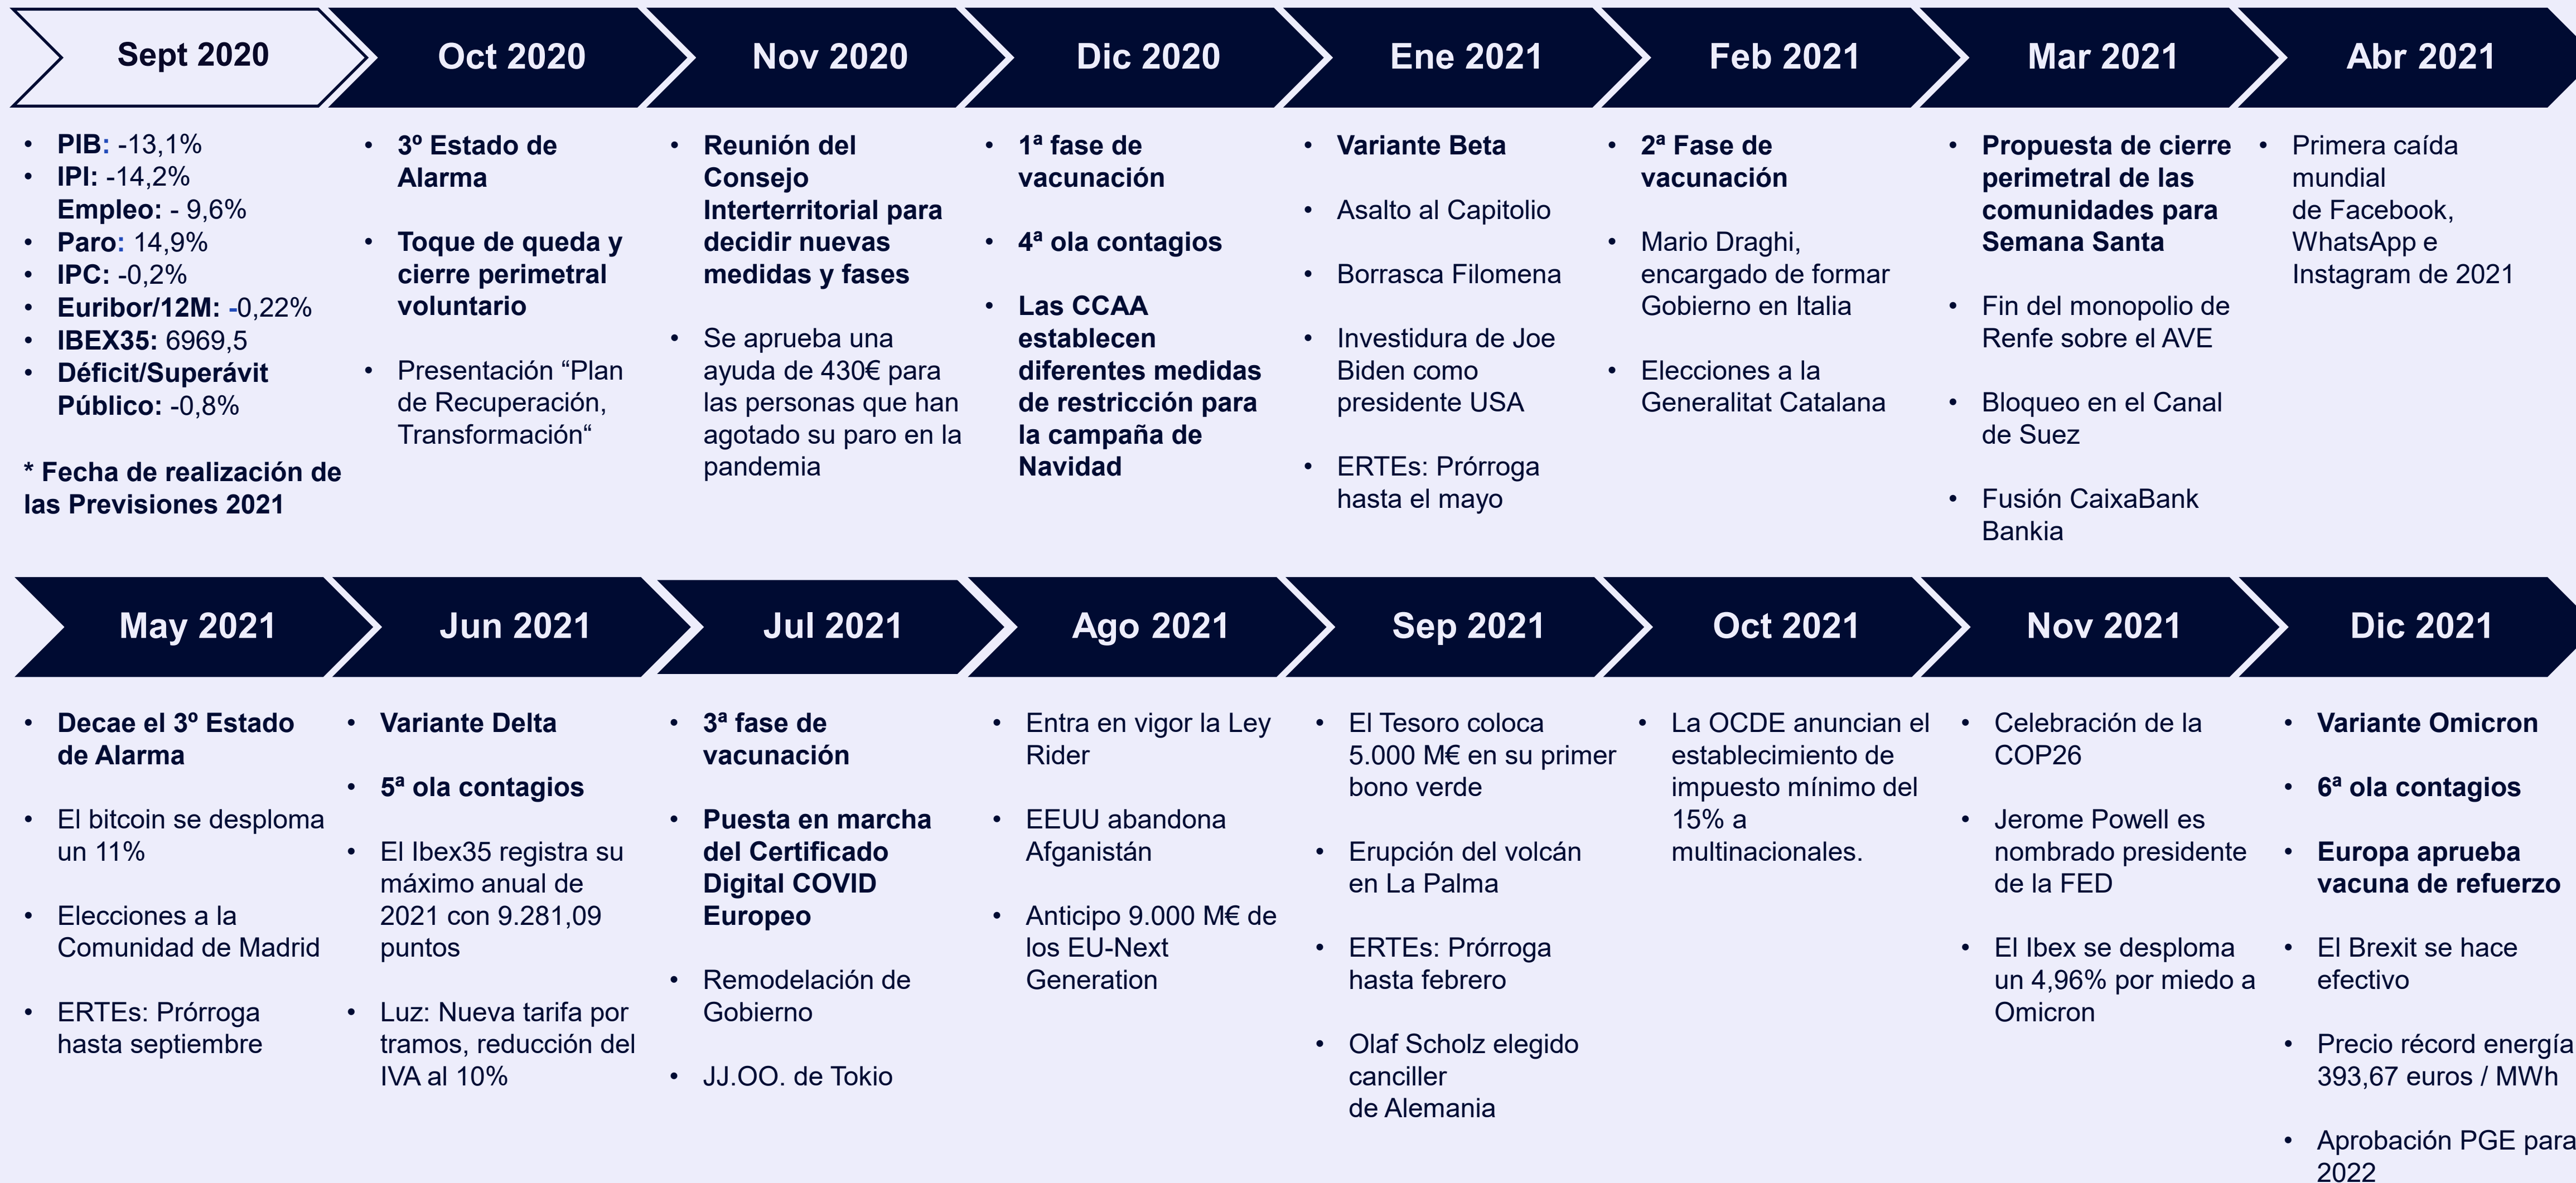 Sept 2020
Oct 2020
Nov 2020
Dic 2020
Ene 2021
Feb 2021
Mar 2021
Abr 2021
• PIB: -13,1%
• IPI: -14,2%
Empleo: - 9,6%
• Paro: 14,9%
• IPC: -0,2%
• Euribor/12M: -0,22%
• IBEX35: 6969,5
• Déficit/Superávit
Público: -0,8%
* Fecha de realización de
las Previsiones 2021
• 3º Estado de
Alarma
• Toque de queda y
cierre perimetral
voluntario
• Presentación “Plan
de Recuperación,
Transformación“
• Reunión del
Consejo
Interterritorial para
decidir nuevas
medidas y fases
• Se aprueba una
ayuda de 430€ para
las personas que han
agotado su paro en la
pandemia
• 1ª fase de
vacunación
• 4ª ola contagios
• Las CCAA
establecen
diferentes medidas
de restricción para
la campaña de
Navidad
• Variante Beta
• Asalto al Capitolio
• Borrasca Filomena
• Investidura de Joe
Biden como
presidente USA
• ERTEs: Prórroga
hasta el mayo
• 2ª Fase de
vacunación
• Mario Draghi,
encargado de formar
Gobierno en Italia
• Elecciones a la
Generalitat Catalana
• Propuesta de cierre
perimetral de las
comunidades para
Semana Santa
• Fin del monopolio de
Renfe sobre el AVE
• Bloqueo en el Canal
de Suez
• Fusión CaixaBank
Bankia
• Primera caída
mundial
de Facebook,
WhatsApp e
Instagram de 2021
May 2021
Jun 2021
Jul 2021
Ago 2021
Sep 2021
Oct 2021
Nov 2021
Dic 2021
• Decae el 3º Estado
de Alarma
• El bitcoin se desploma
un 11%
• Elecciones a la
Comunidad de Madrid
• ERTEs: Prórroga
hasta septiembre
• Variante Delta
• 5ª ola contagios
• El Ibex35 registra su
máximo anual de
2021 con 9.281,09
puntos
• Luz: Nueva tarifa por
tramos, reducción del
IVA al 10%
• 3ª fase de
vacunación
• Puesta en marcha
del Certificado
Digital COVID
Europeo
• Remodelación de
Gobierno
• JJ.OO. de Tokio
• Entra en vigor la Ley
Rider
• EEUU abandona
Afganistán
• Anticipo 9.000 M€ de
los EU-Next
Generation
• El Tesoro coloca
5.000 M€ en su primer
bono verde
• Erupción del volcán
en La Palma
• ERTEs: Prórroga
hasta febrero
• Olaf Scholz elegido
canciller
de Alemania
• La OCDE anuncian el
establecimiento de
impuesto mínimo del
15% a
multinacionales.
• Celebración de la
COP26
• Jerome Powell es
nombrado presidente
de la FED
• El Ibex se desploma
un 4,96% por miedo a
Omicron
• Variante Omicron
• 6ª ola contagios
• Europa aprueba
vacuna de refuerzo
• El Brexit se hace
efectivo
• Precio récord energía
393,67 euros / MWh
• Aprobación PGE para
2022